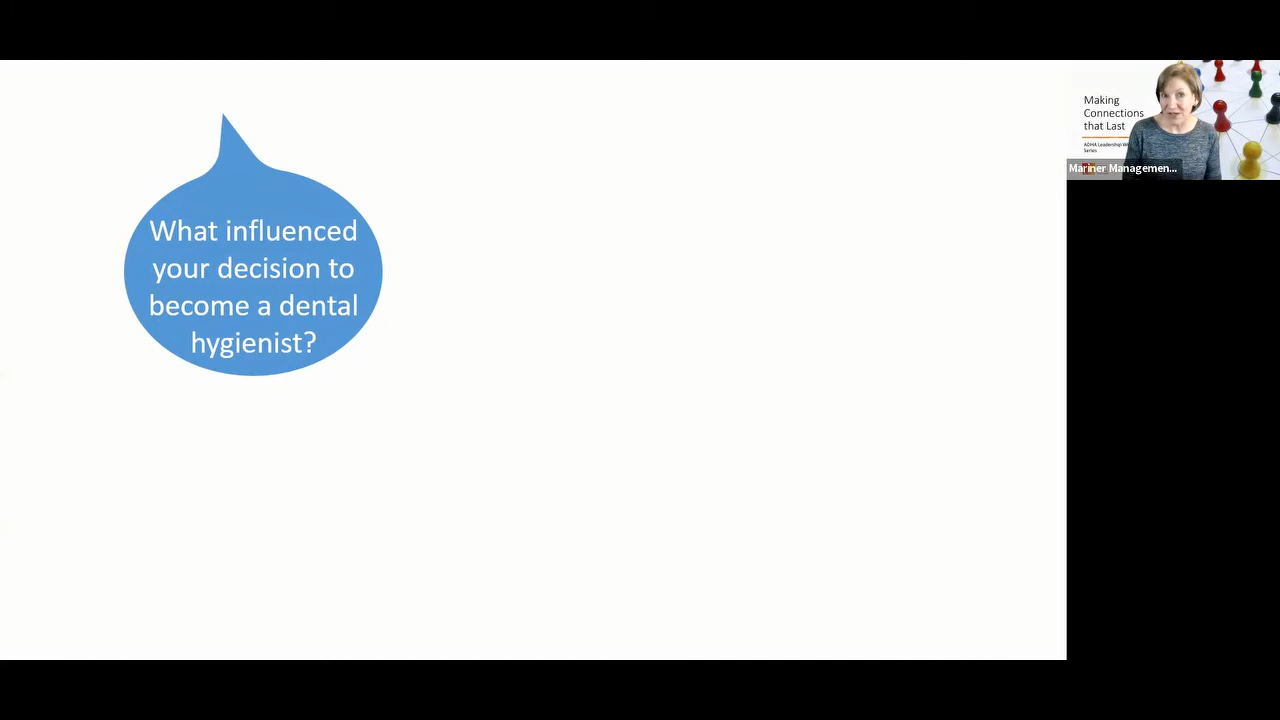 What influenced
your decision to
become a dental
hygienist?
Making
Connections
that Last
ADHA Leadership
Series
Mariner Managemen...